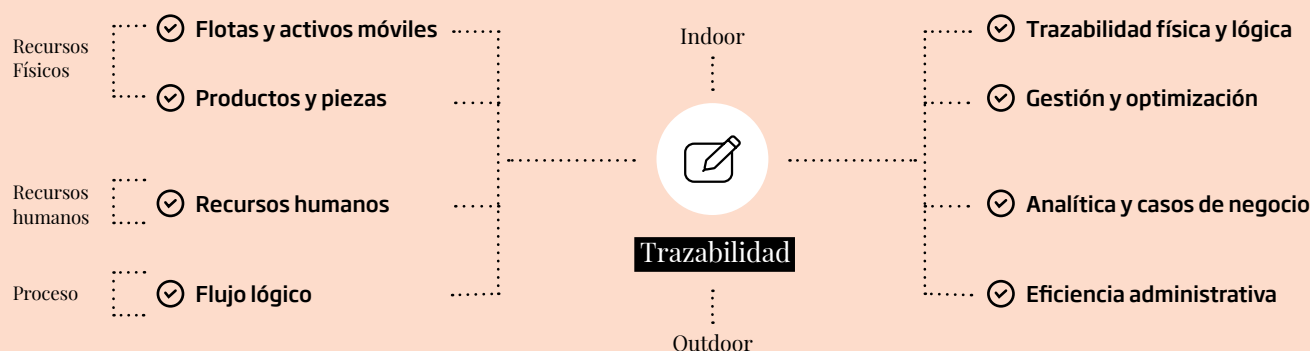 Recursos
Físicos
Flotas y activos móviles
Productos y piezas
Recursos
humanos
Recursos humanos
Proceso
Flujo lógico
Indoor
Trazabilidad
Outdoor
Trazabilidad física y lógica
Gestión y optimización
Analítica y casos de negocio
Eficiencia administrativa